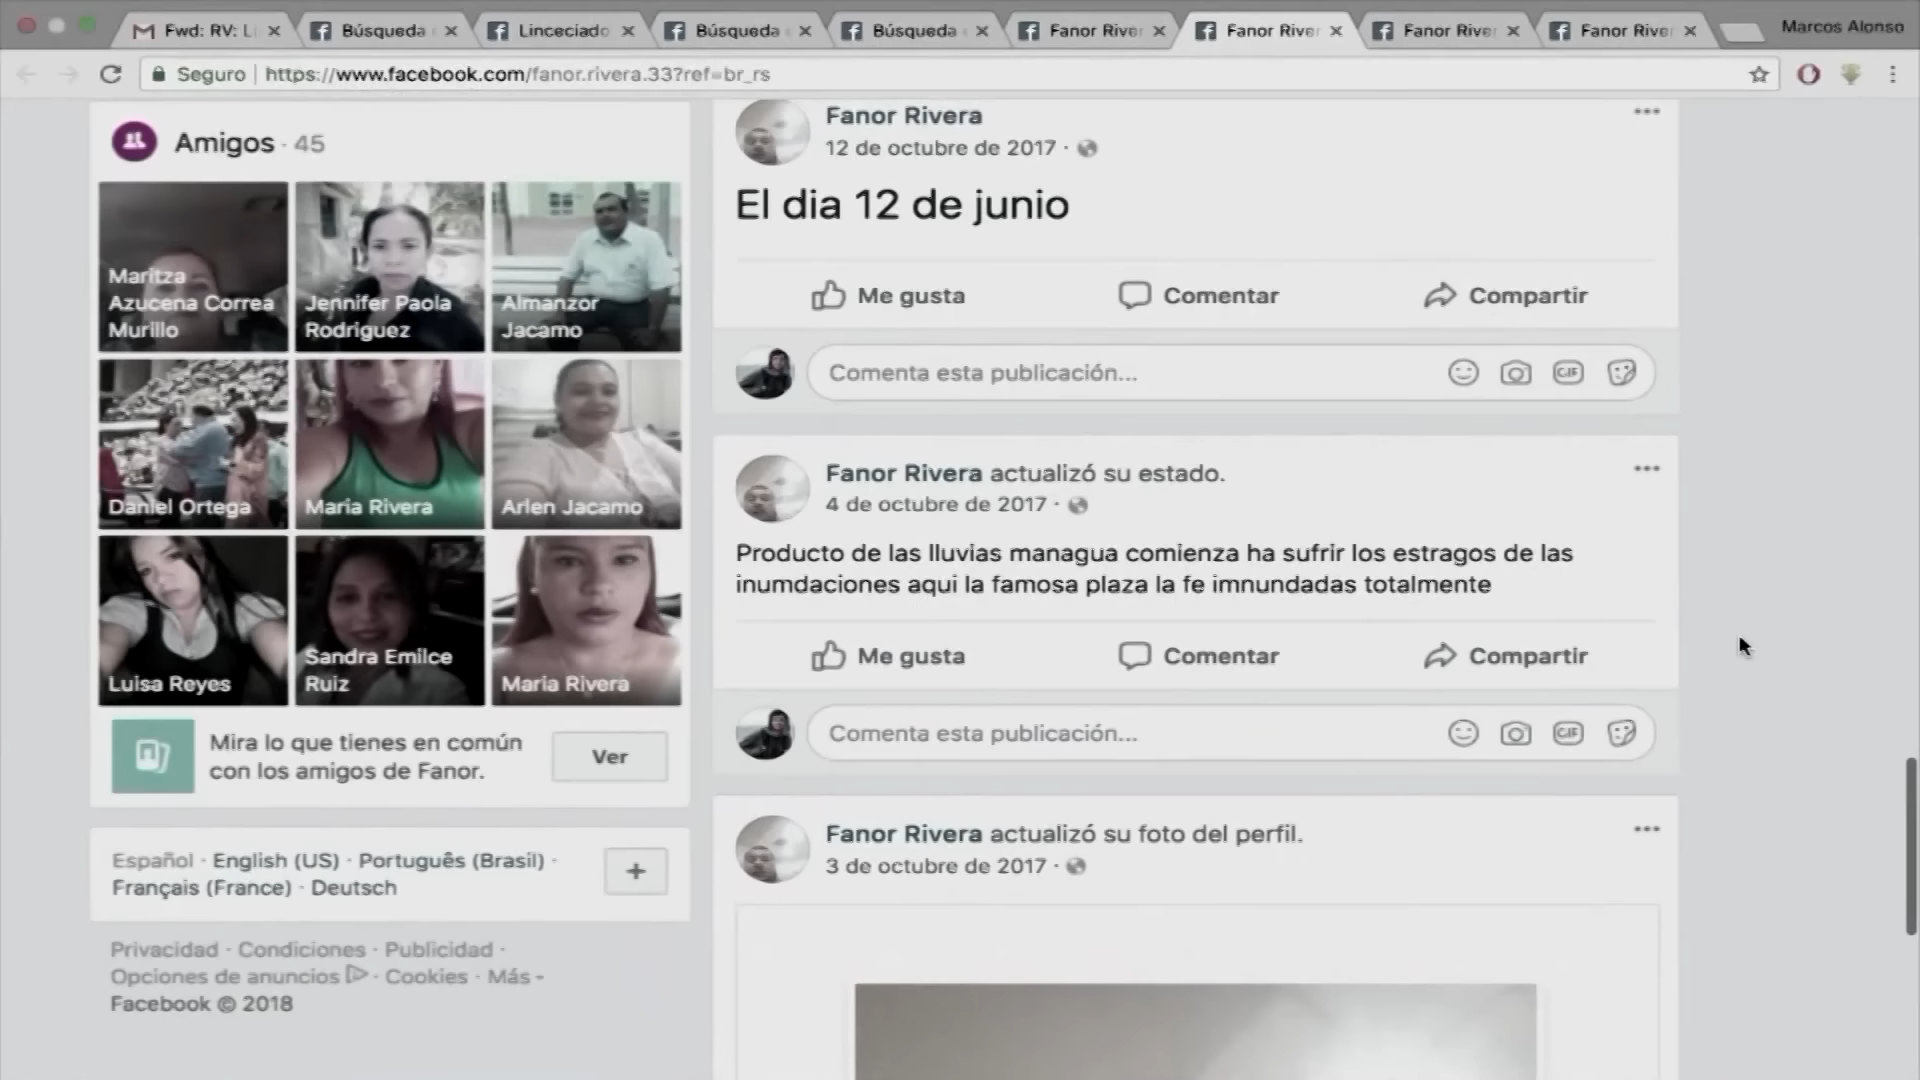 Fwd: RV: L
Búsqueda
Linceciado
Búsqueda
Búsqueda
Fanor River
Fanor River
Fanor River
Fanor River
Marcos Alonso
Seguro | https://www.facebook.com/fanor.rivera.33?ref=br_rs
Amigos · 45
Maritza
Azucena Correa
Murillo
Jennifer Paola
Rodriguez
Almanzor
Jacamo
Daniel Ortega
Maria Rivera
Arlen Jacamo
Luisa Reyes
Sandra Emilce
Ruiz
Maria Rivera
Mira lo que tienes en común
con los amigos de Fanor.
Ver
Español · English (US) · Português (Brasil) ·
Français (France) · Deutsch
+
Privacidad · Condiciones · Publicidad ·
Opciones de anuncios · Cookies · Más
Facebook © 2018
Fanor Rivera
12 de octubre de 2017 ·
El dia 12 de junio
Me gusta
Comentar
Compartir
Comenta esta publicación...
GIF
Fanor Rivera actualizó su estado.
4 de octubre de 2017 ·
Producto de las lluvias managua comienza ha sufrir los estragos de las
inumdaciones aqui la famosa plaza la fe imnundadas totalmente
Me gusta
Comentar
Compartir
Comenta esta publicación...
GIF
Fanor Rivera actualizó su foto del perfil.
3 de octubre de 2017 ·